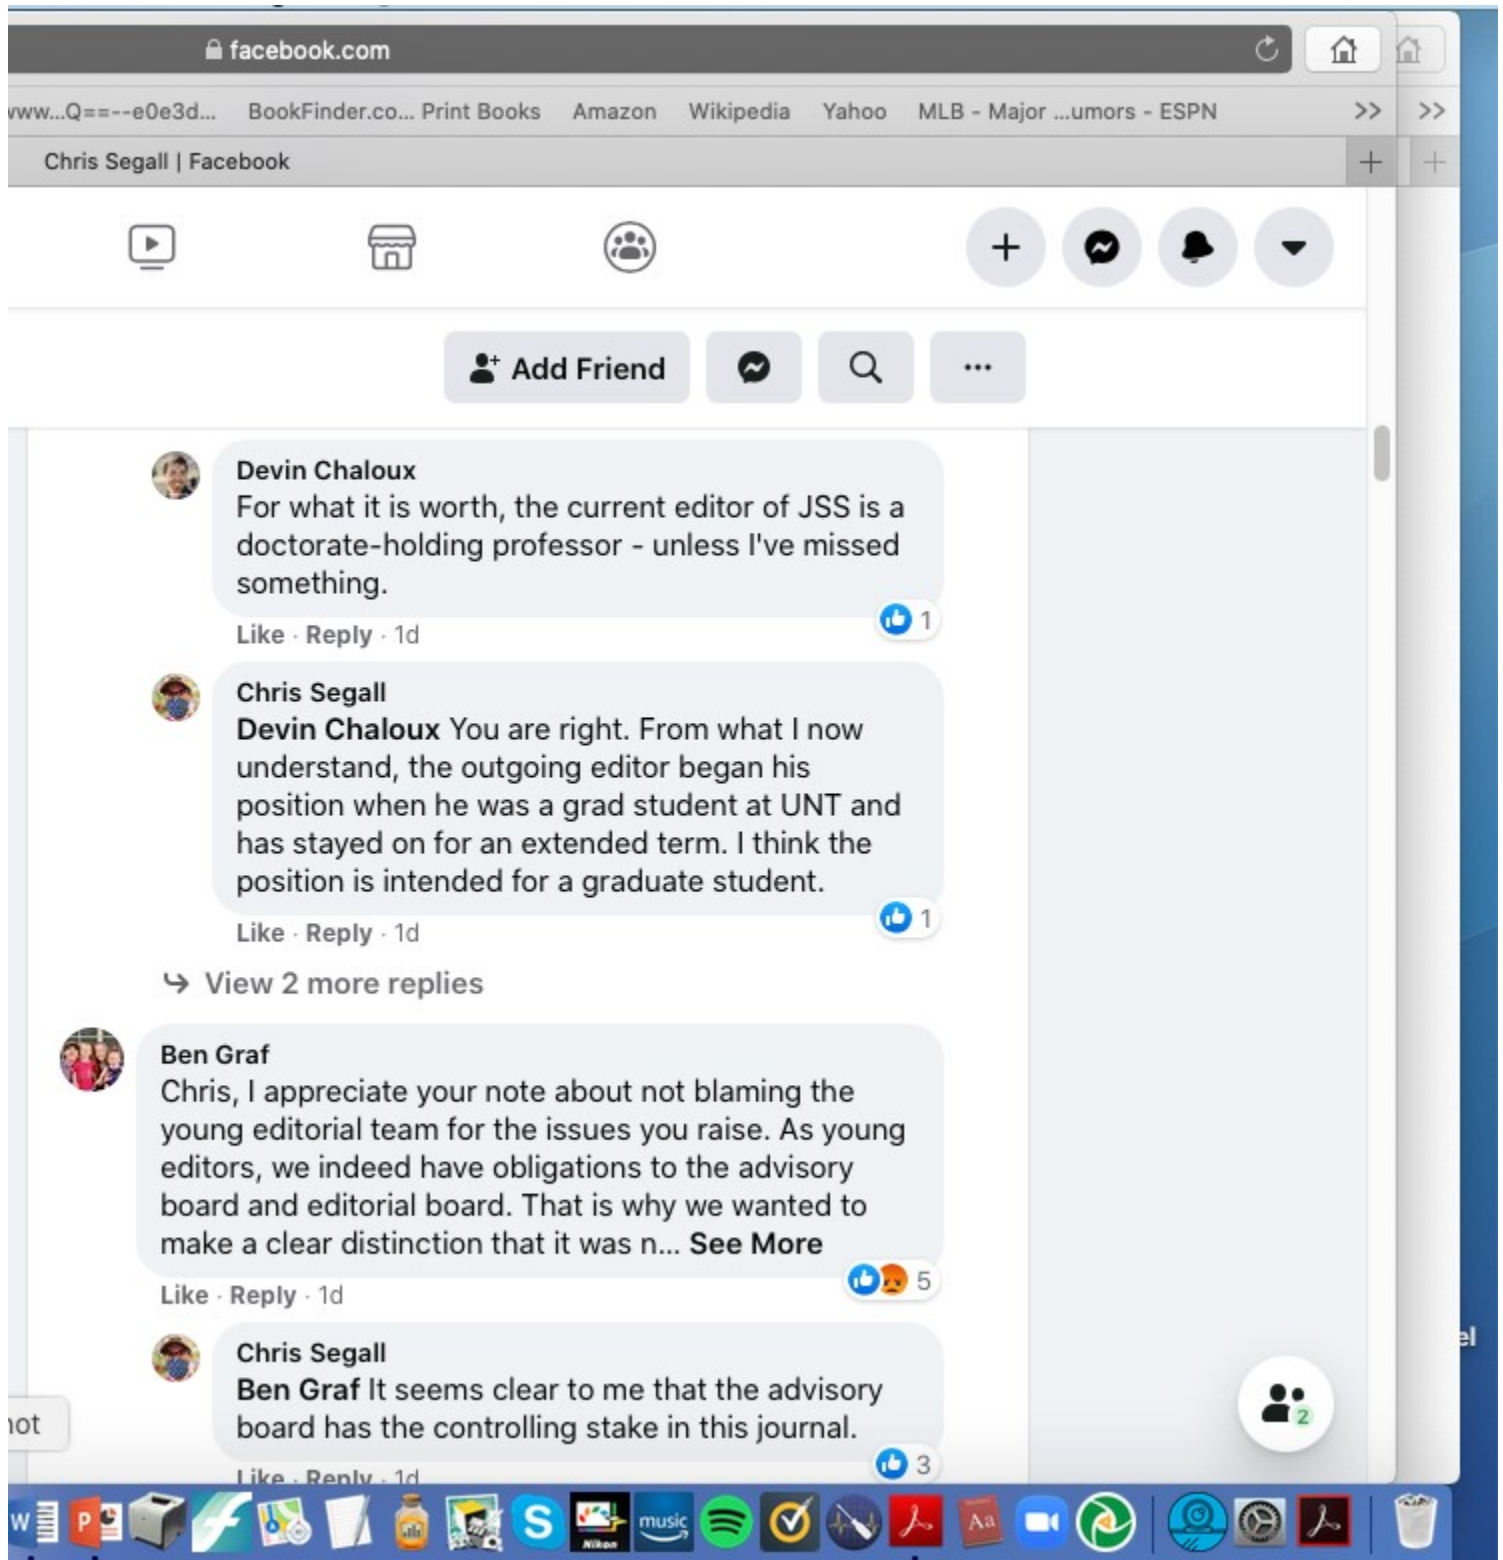 facebook.com
www...Q==--e0e3d... BookFinder.co... Print Books Amazon Wikipedia Yahoo MLB - Major ...umors - ESPN >> >>
Chris Segall | Facebook + +
Add Friend
Devin Chaloux
For what it is worth, the current editor of JSS is a
doctorate-holding professor - unless I've missed
something.
1
Like · Reply · 1d
Chris Segall
Devin Chaloux You are right. From what I now
understand, the outgoing editor began his
position when he was a grad student at UNT and
has stayed on for an extended term. I think the
position is intended for a graduate student.
1
Like · Reply · 1d
View 2 more replies
Ben Graf
Chris, I appreciate your note about not blaming the
young editorial team for the issues you raise. As young
editors, we indeed have obligations to the advisory
board and editorial board. That is why we wanted to
make a clear distinction that it was n... See More
5
Like · Reply · 1d
el
Chris Segall
Ben Graf It seems clear to me that the advisory
board has the controlling stake in this journal.
2
3
Like · Reply · 1d
W P S Nikon music Aa